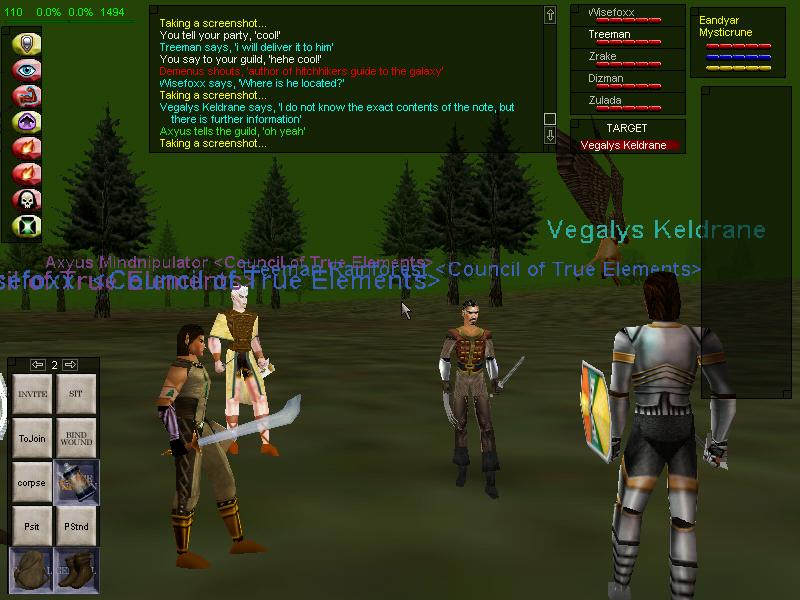 110 0.0% 0.0% 1494
Taking a screenshot...
You tell your party, 'cool!'
Treeman says, 'i will deliver it to him'
You say to your guild, 'hehe cool!'
Demenus shouts, 'author of hitchhikers guide to the galaxy'
Wisefoxx says, 'Where is he located?'
Taking a screenshot...
Vegalys Keldrane says, 'I do not know the exact contents of the note, but
there is further information'
Axyus tells the guild, 'oh yeah'
Taking a screenshot...
Wisefoxx
Treeman
Zrake
Dizman
Zulada
TARGET
Vegalys Keldrane
Eandyar
Mysticrune
Vegalys Keldrane
Axyus Mindnipulator <Council of True Elements>
Treeman Rainforest <Council of True Elements>
sefoxx <Council of True Elements>
2
INVITE
SIT
ToJoin
BIND
WOUND
corpse
Psit
PStnd